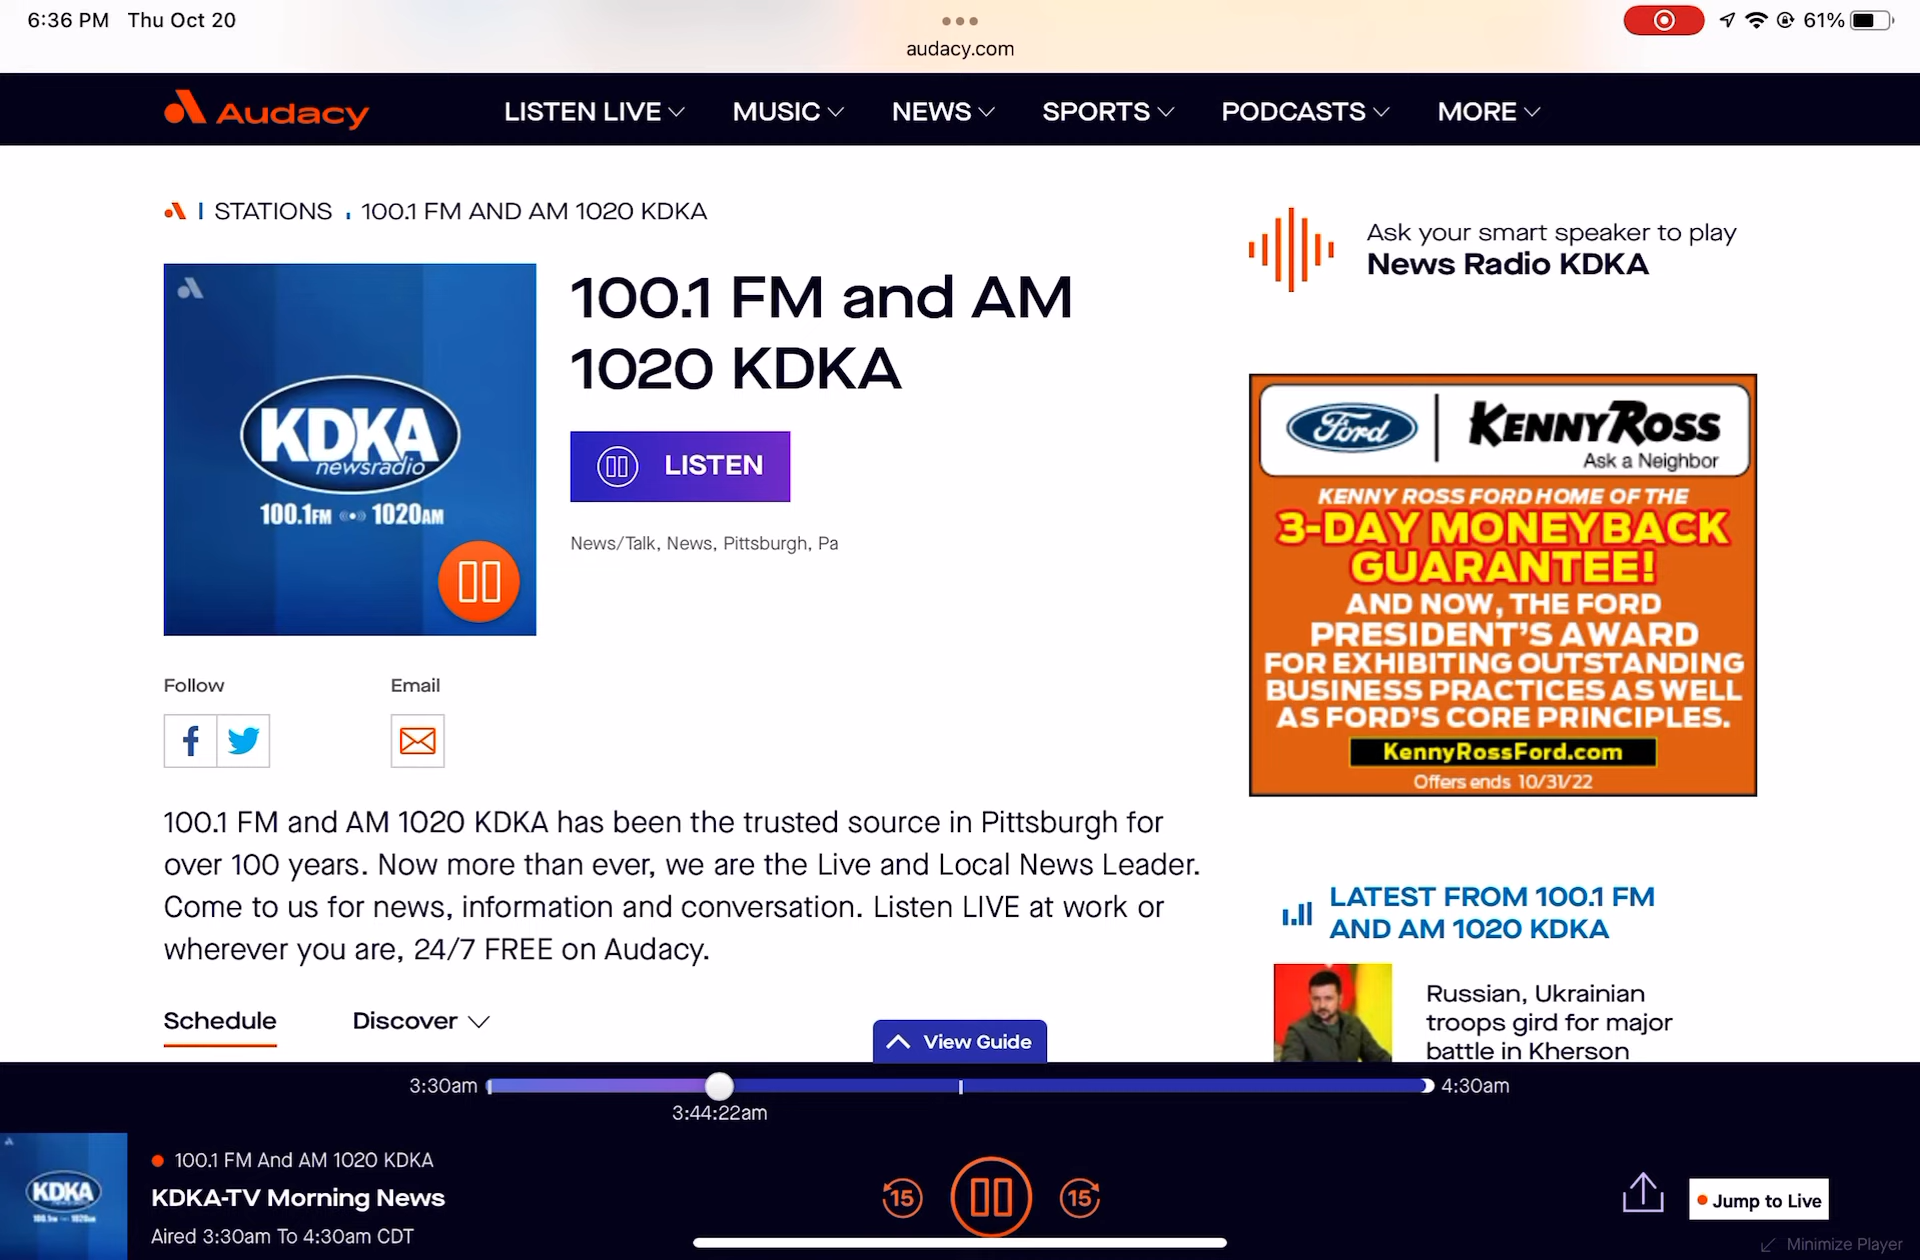 6:36 PM Thu Oct 20
61%
audacy.com
Audacy
LISTEN LIVE
MUSIC
NEWS
SPORTS
PODCASTS
MORE
STATIONS
100.1 FM AND AM 1020 KDKA
KDKA
newsradio
100.1FM 1020AM
100.1 FM and AM
1020 KDKA
LISTEN
News/Talk, News, Pittsburgh, Pa
Follow
Email
100.1 FM and AM 1020 KDKA has been the trusted source in Pittsburgh for
over 100 years. Now more than ever, we are the Live and Local News Leader.
Come to us for news, information and conversation. Listen LIVE at work or
wherever you are, 24/7 FREE on Audacy.
Schedule
Discover
Ask your smart speaker to play
News Radio KDKA
Ford
KENNY ROSS
Ask a Neighbor
KENNY ROSS FORD HOME OF THE
3-DAY MONEYBACK
GUARANTEE!
AND NOW, THE FORD
PRESIDENT'S AWARD
FOR EXHIBITING OUTSTANDING
BUSINESS PRACTICES AS WELL
AS FORD'S CORE PRINCIPLES.
KennyRossFord.com
Offers ends 10/31/22
LATEST FROM 100.1 FM
AND AM 1020 KDKA
Russian, Ukrainian
troops gird for major
battle in Kherson
View Guide
3:30am
4:30am
3:44:22am
KDKA
100.1 FM And AM 1020 KDKA
KDKA-TV Morning News
Aired 3:30am To 4:30am CDT
15
15
Jump to Live
Minimize Player